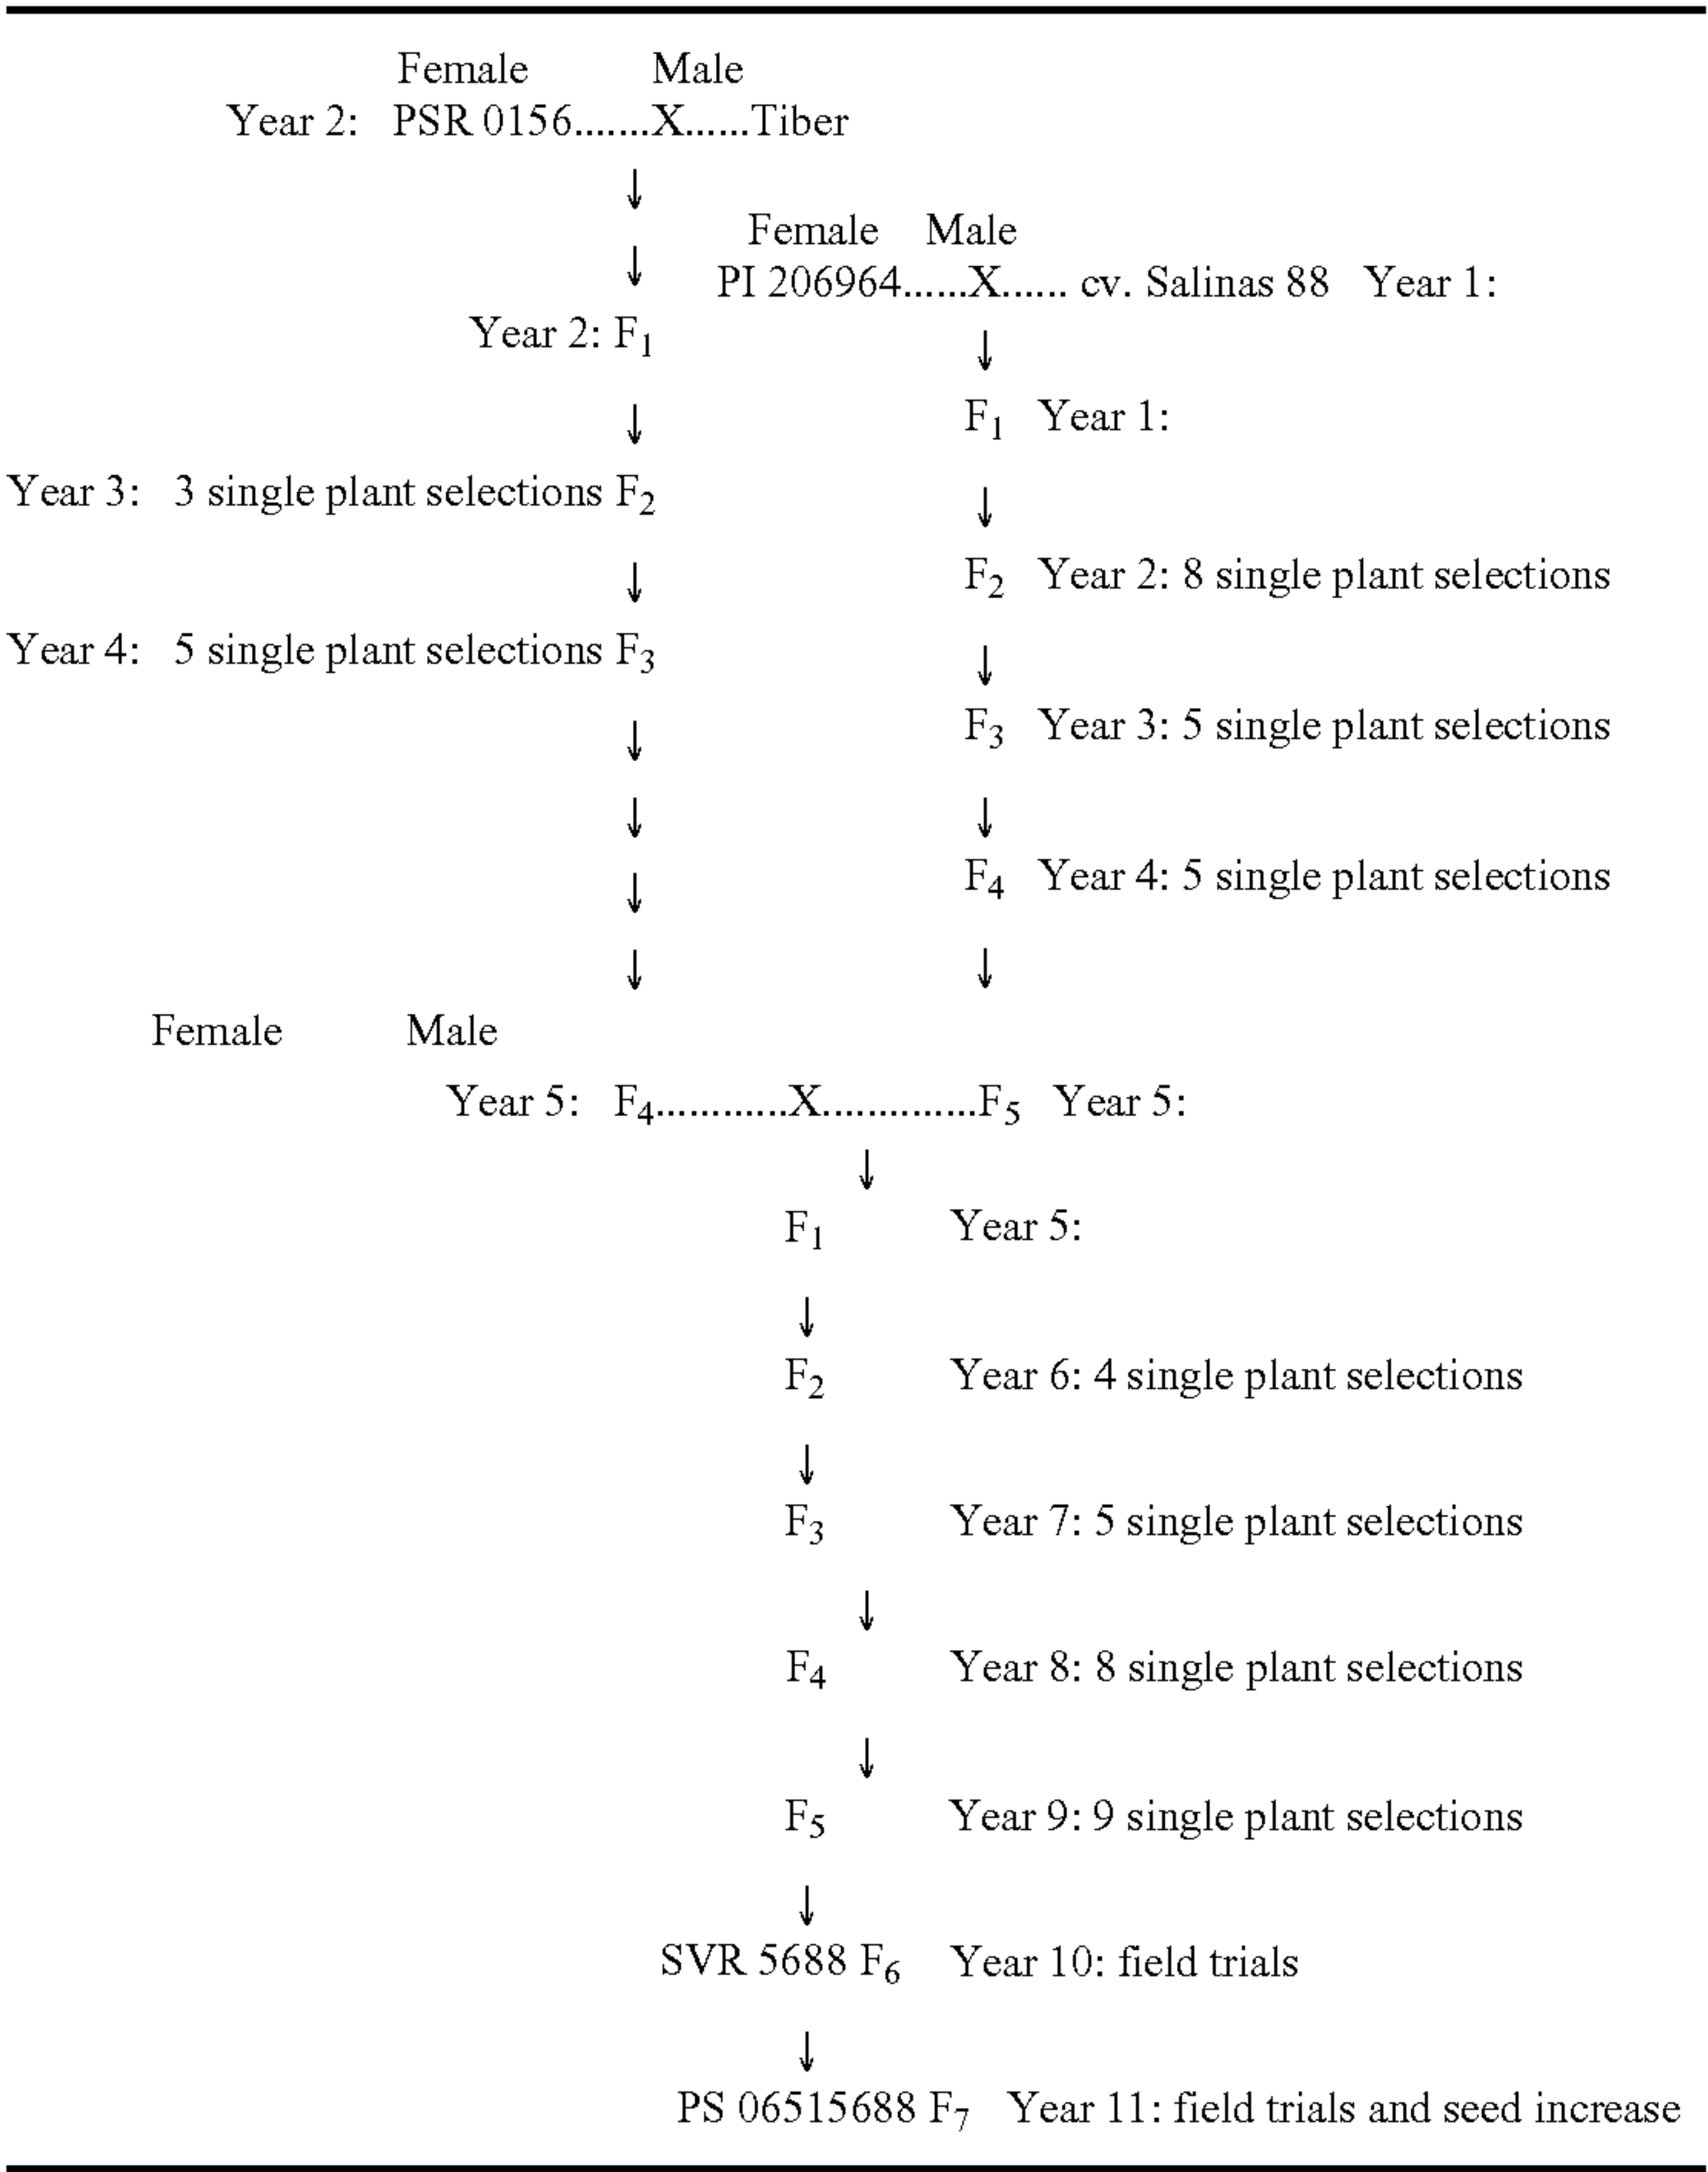 Female Male
Year 2: PSR 0156.......X......Tiber
Female Male
PI 206964......X...... cv. Salinas 88 Year 1:
Year 2: F1
F1 Year 1:
Year 3: 3 single plant selections F2
F2 Year 2: 8 single plant selections
Year 4: 5 single plant selections F3
F3 Year 3: 5 single plant selections
F4 Year 4: 5 single plant selections
Female Male
Year 5: F4............X..............F5 Year 5:
F1 Year 5:
F2 Year 6: 4 single plant selections
F3 Year 7: 5 single plant selections
F4 Year 8: 8 single plant selections
F5 Year 9: 9 single plant selections
SVR 5688 F6 Year 10: field trials
PS 06515688 F7 Year 11: field trials and seed increase